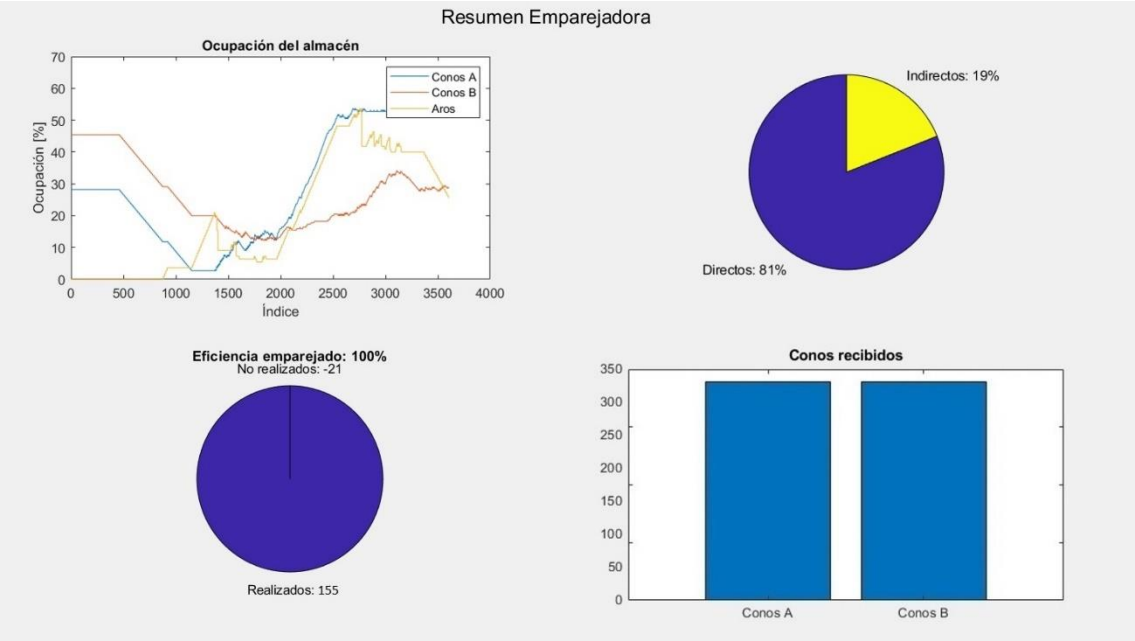 Resumen Emparejadora
Ocupación del almacén
Ocupación [%]
70
60
50
40
30
20
10
0
0 500 1000 1500 2000 2500 3000 3500 4000
Índice
Conos A
Conos B
Aros
Indirectos: 19%
Directos: 81%
Eficiencia emparejado: 100%
No realizados: -21
Realizados: 155
Conos recibidos
350
300
250
200
150
100
50
0
Conos A Conos B